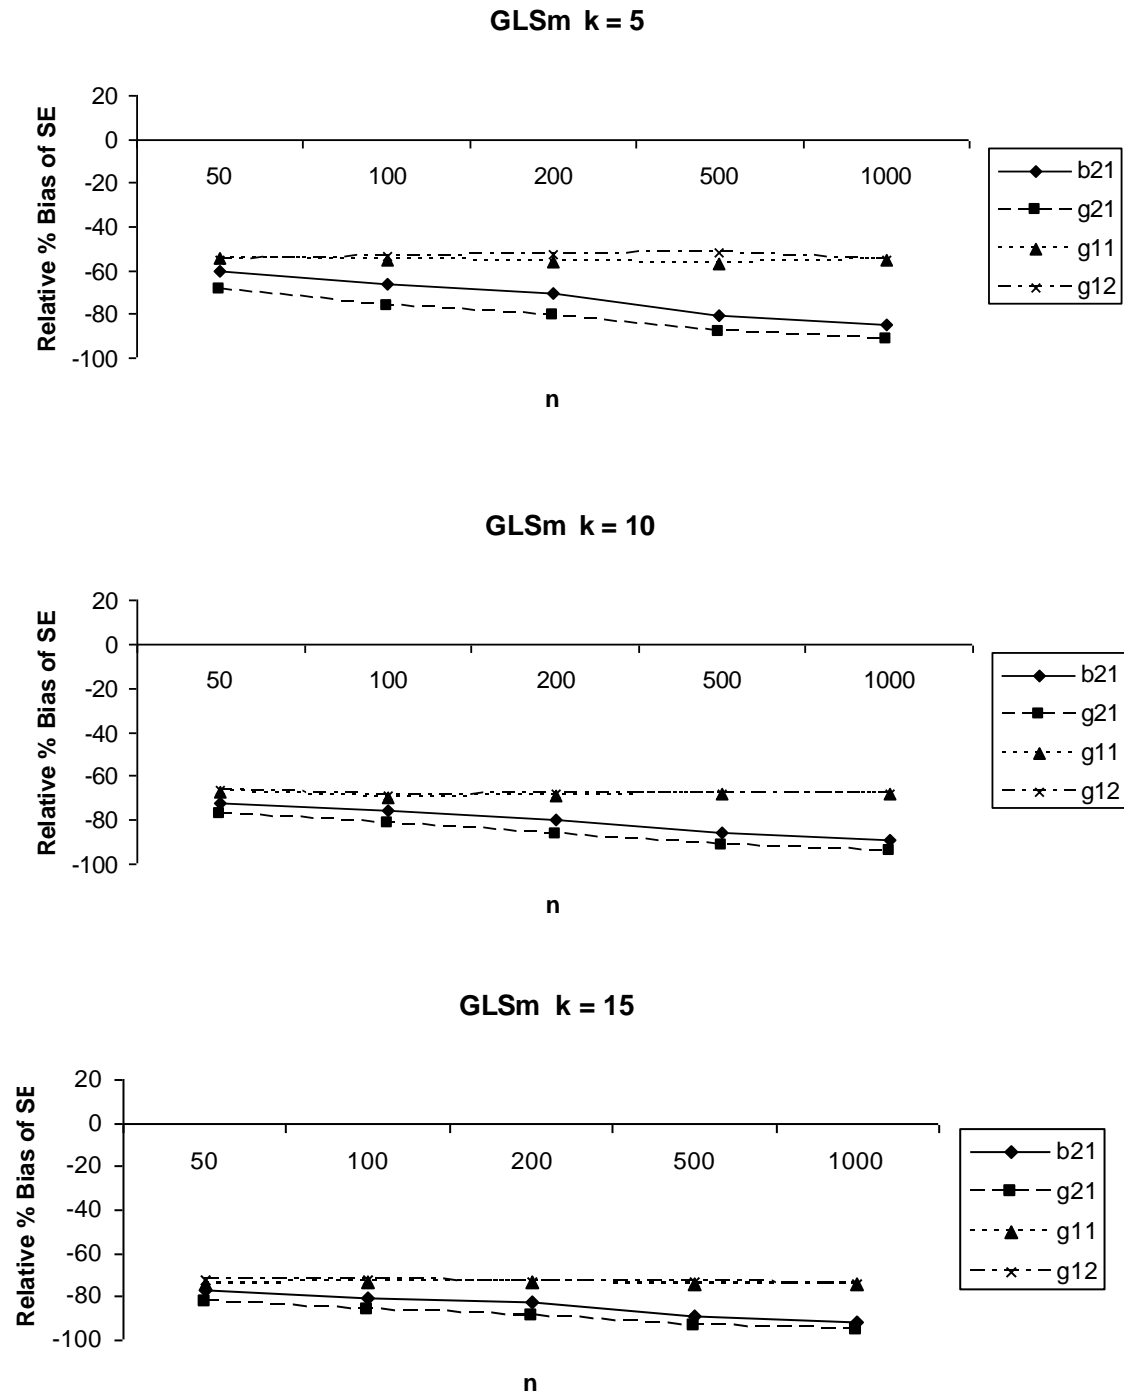 GLSm k = 5
Relative % Bias of SE
20
0
-20
-40
-60
-80
-100
50 100 200 500 1000
n
b21
g21
g11
g12
GLSm k = 10
Relative % Bias of SE
20
0
-20
-40
-60
-80
-100
50 100 200 500 1000
n
b21
g21
g11
g12
GLSm k = 15
Relative % Bias of SE
20
0
-20
-40
-60
-80
-100
50 100 200 500 1000
n
b21
g21
g11
g12